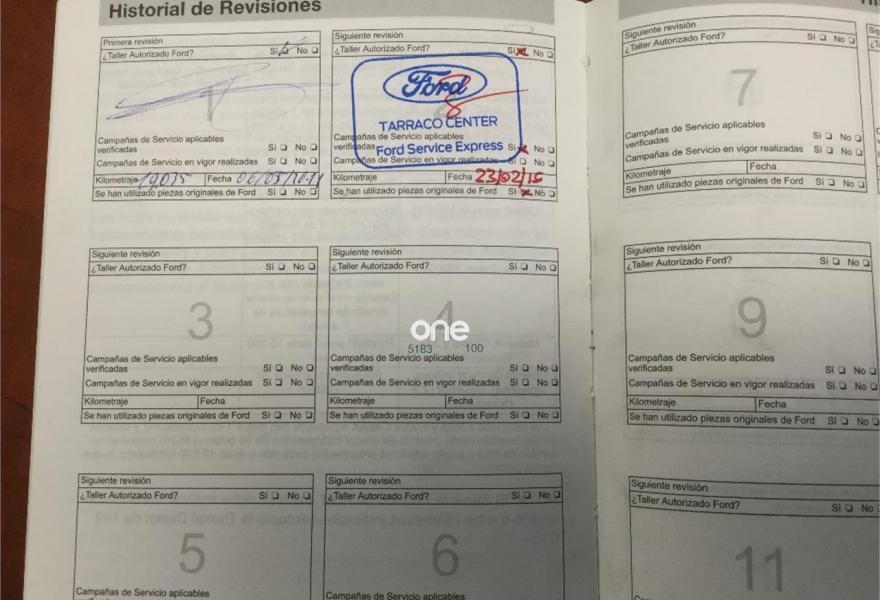 Historial de Revisiones
Primera revisión
¿Taller Autorizado Ford? Sí No
1
Campañas de Servicio aplicables
verificadas Sí No
Campañas de Servicio en vigor realizadas Sí No
Kilometraje 19035 Fecha
Se han utilizado piezas originales de Ford Sí No
Siguiente revisión
¿Taller Autorizado Ford? Sí No
Ford
TARRACO CENTER
Ford Service Express
Campañas de Servicio aplicables
verificadas Sí No
Campañas de Servicio en vigor realizadas Sí No
Kilometraje Fecha 23/02/15
Se han utilizado piezas originales de Ford Sí No
Siguiente revisión
¿Taller Autorizado Ford? Sí No
7
Campañas de Servicio aplicables
verificadas Sí No
Campañas de Servicio en vigor realizadas Sí No
Kilometraje Fecha
Se han utilizado piezas originales de Ford Sí No
Siguiente revisión
¿Taller Autorizado Ford? Sí No
3
Campañas de Servicio aplicables
verificadas Sí No
Campañas de Servicio en vigor realizadas Sí No
Kilometraje Fecha
Se han utilizado piezas originales de Ford Sí No
Siguiente revisión
¿Taller Autorizado Ford? Sí No
4
one
5183 100
Campañas de Servicio aplicables
verificadas Sí No
Campañas de Servicio en vigor realizadas Sí No
Kilometraje Fecha
Se han utilizado piezas originales de Ford Sí No
Siguiente revisión
¿Taller Autorizado Ford? Sí No
9
Campañas de Servicio aplicables
verificadas Sí No
Campañas de Servicio en vigor realizadas Sí No
Kilometraje Fecha
Se han utilizado piezas originales de Ford Sí No
Siguiente revisión
¿Taller Autorizado Ford? Sí No
5
Campañas de Servicio aplicables
Siguiente revisión
¿Taller Autorizado Ford? Sí No
6
Campañas de Servicio aplicables
Siguiente revisión
¿Taller Autorizado Ford? Sí No
11